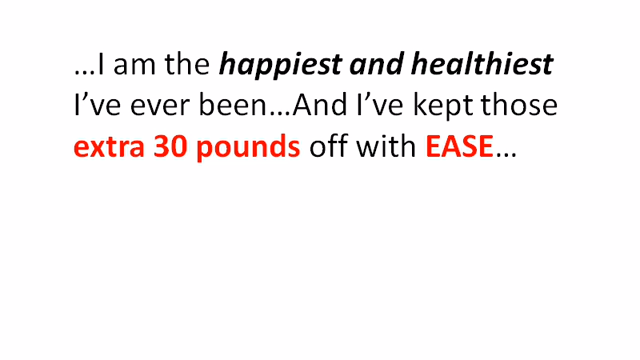 …I am the happiest and healthiest
I’ve ever been…And I’ve kept those
extra 30 pounds off with EASE…